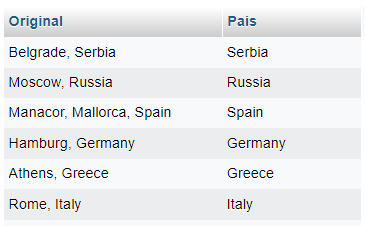 Original Pais
Belgrade, Serbia Serbia
Moscow, Russia Russia
Manacor, Mallorca, Spain Spain
Hamburg, Germany Germany
Athens, Greece Greece
Rome, Italy Italy